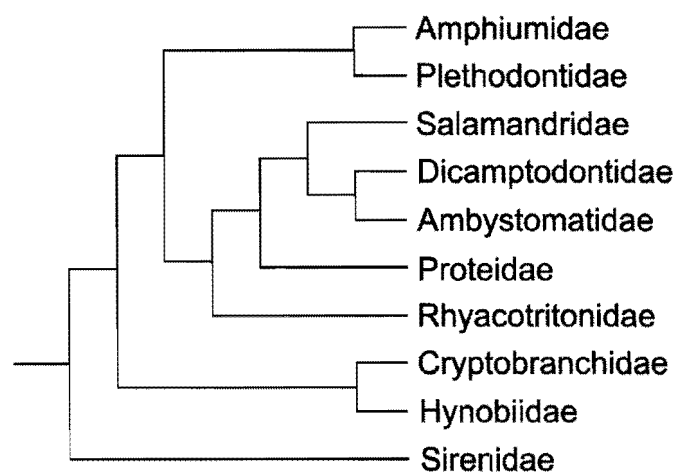 Amphiumidae
Plethodontidae
Salamandridae
Dicamptodontidae
Ambystomatidae
Proteidae
Rhyacotritonidae
Cryptobranchidae
Hynobiidae
Sirenidae